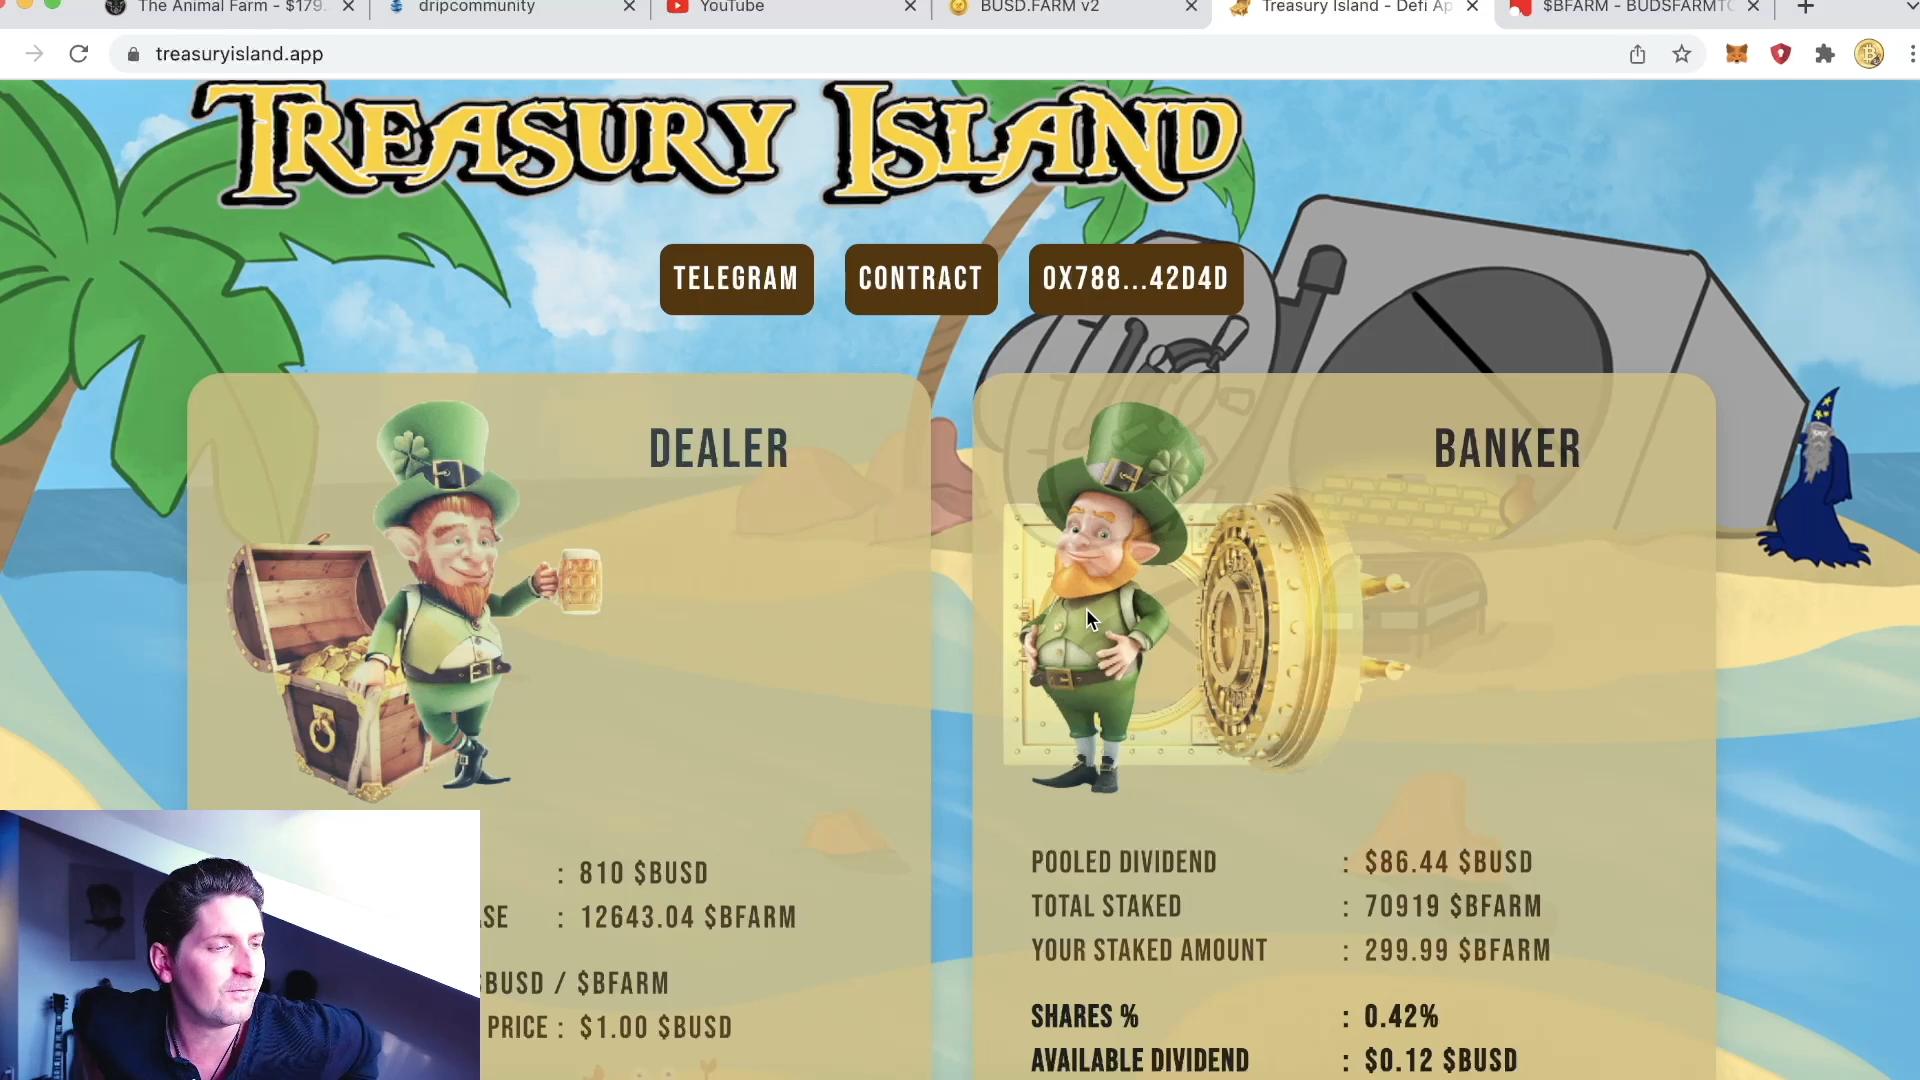 The Animal Farm - $179.
dripcommunity
YouTube
BUSD.FARM v2
Treasury Island - Defi Ap
$BFARM - BUDSFARMTO
treasuryisland.app
TREASURY ISLAND
TELEGRAM
CONTRACT
0X788...42D4D
DEALER
BANKER
: 810 $BUSD
SE : 12643.04 $BFARM
BUSD / $BFARM
PRICE : $1.00 $BUSD
POOLED DIVIDEND : $86.44 $BUSD
TOTAL STAKED : 70919 $BFARM
YOUR STAKED AMOUNT : 299.99 $BFARM
SHARES % : 0.42%
AVAILABLE DIVIDEND : $0.12 $BUSD